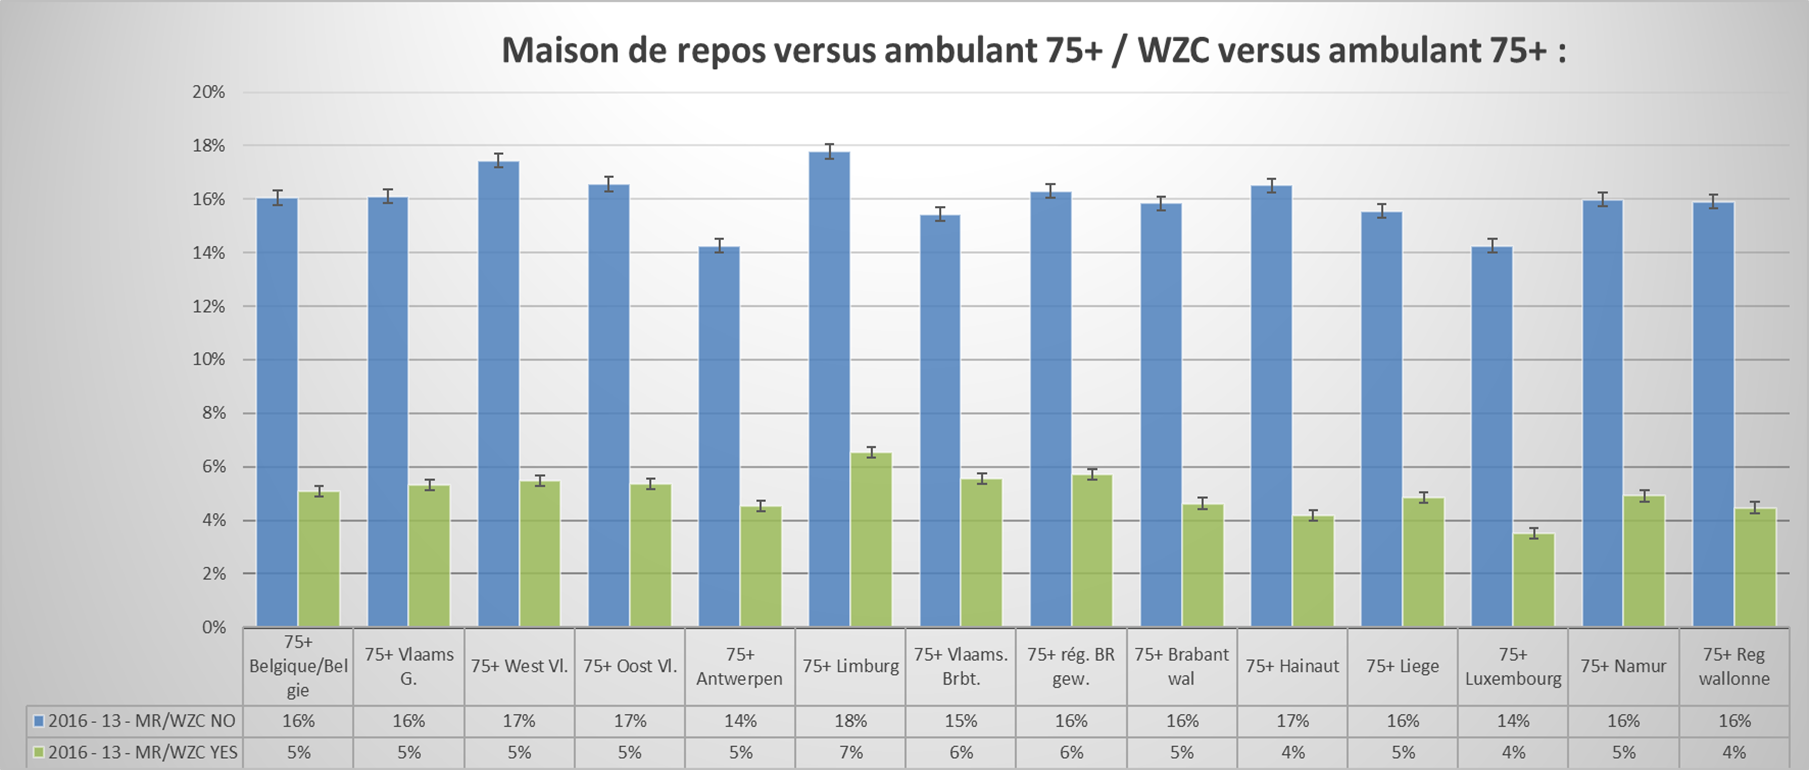 Maison de repos versus ambulant 75+ / WZC versus ambulant 75+ :
20%
18%
16%
14%
12%
10%
8%
6%
4%
2%
0%
75+
Belgique/Bel
gie
75+ Vlaams
G.
75+ West Vl.
75+ Oost Vl.
75+
Antwerpen
75+ Limburg
75+ Vlaams.
Brbt.
75+ rég. BR
gew.
75+ Brabant
wal
75+ Hainaut
75+ Liege
75+
Luxembourg
75+ Namur
75+ Reg
wallonne
2016 - 13 - MR/WZC NO 16% 16% 17% 17% 14% 18% 15% 16% 16% 17% 16% 14% 16% 16%
2016 - 13 - MR/WZC YES 5% 5% 5% 5% 5% 7% 6% 6% 5% 4% 5% 4% 5% 4%